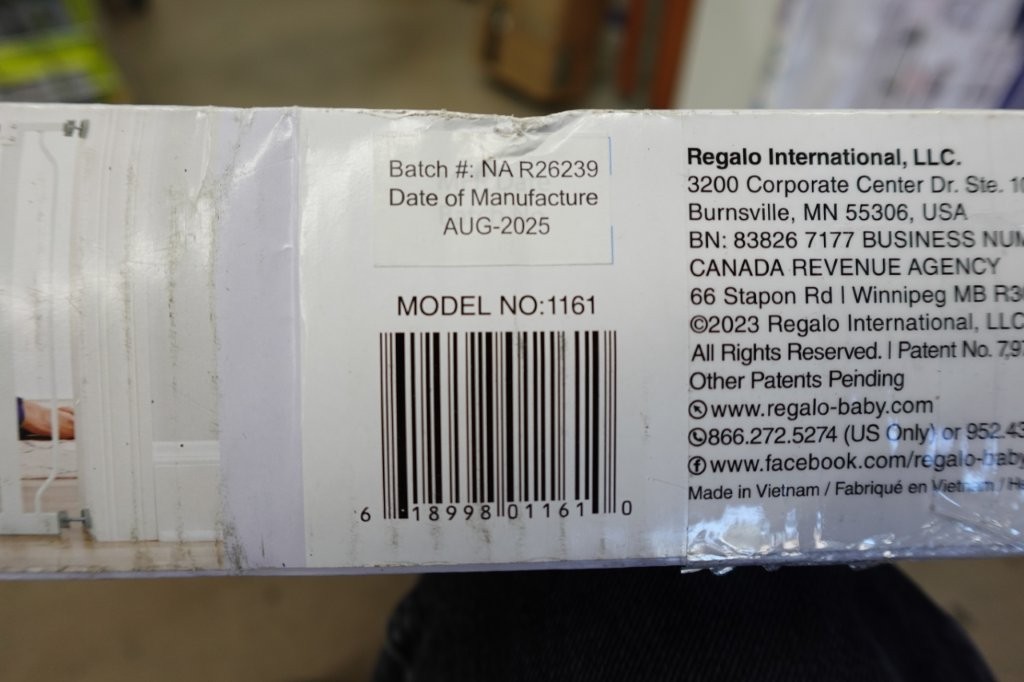 Batch #: NA R26239
Date of Manufacture
AUG-2025
MODEL NO:1161
6 18998 01161 0
Regalo International, LLC.
3200 Corporate Center Dr. Ste.
Burnsville, MN 55306, USA
BN: 83826 7177 BUSINESS
CANADA REVENUE AGENCY
66 Stapon Rd | Winnipeg MB
©2023 Regalo International, LLC
All Rights Reserved. | Patent No.
Other Patents Pending
www.regalo-baby.com
866.272.5274 (US Only) or
www.facebook.com/regalo-baby
Made in Vietnam / Fabriqué en Vietnam /